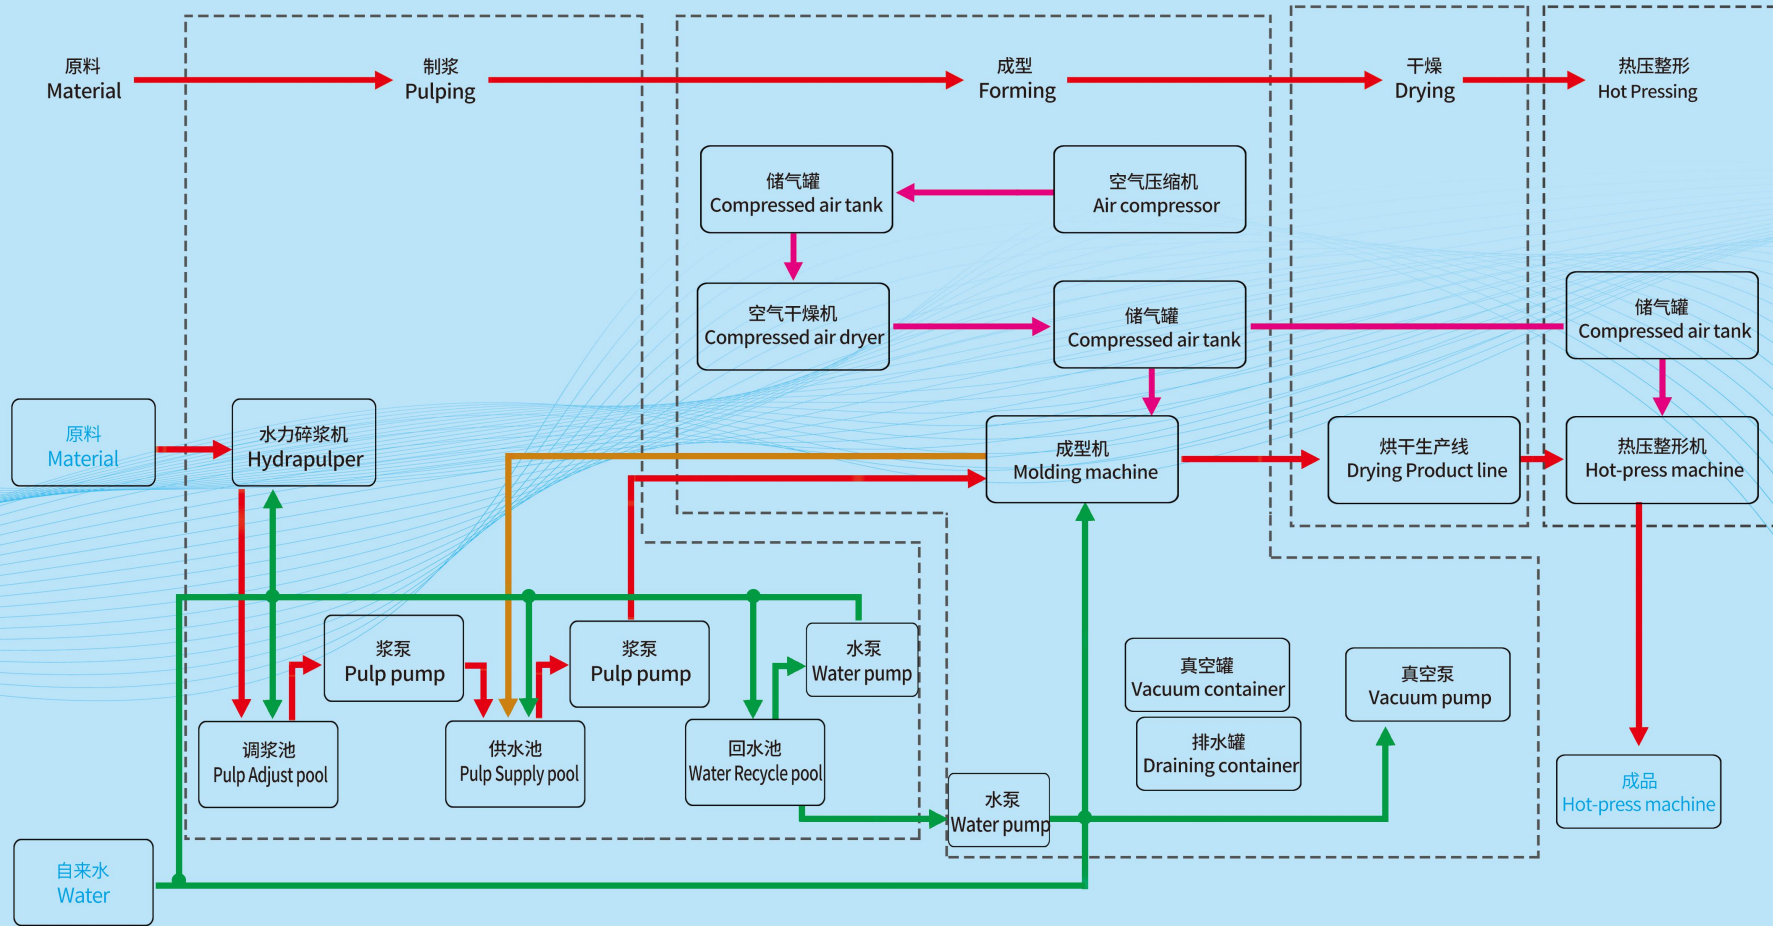 原料
Material
制浆
Pulping
成型
Forming
干燥
Drying
热压整形
Hot Pressing
储气罐
Compressed air tank
空气压缩机
Air compressor
空气干燥机
Compressed air dryer
储气罐
Compressed air tank
储气罐
Compressed air tank
原料
Material
水力碎浆机
Hydrapulper
成型机
Molding machine
烘干生产线
Drying Product line
热压整形机
Hot-press machine
浆泵
Pulp pump
浆泵
Pulp pump
水泵
Water pump
真空罐
Vacuum container
真空泵
Vacuum pump
调浆池
Pulp Adjust pool
供水池
Pulp Supply pool
回水池
Water Recycle pool
排水罐
Draining container
水泵
Water pump
成品
Hot-press machine
自来水
Water